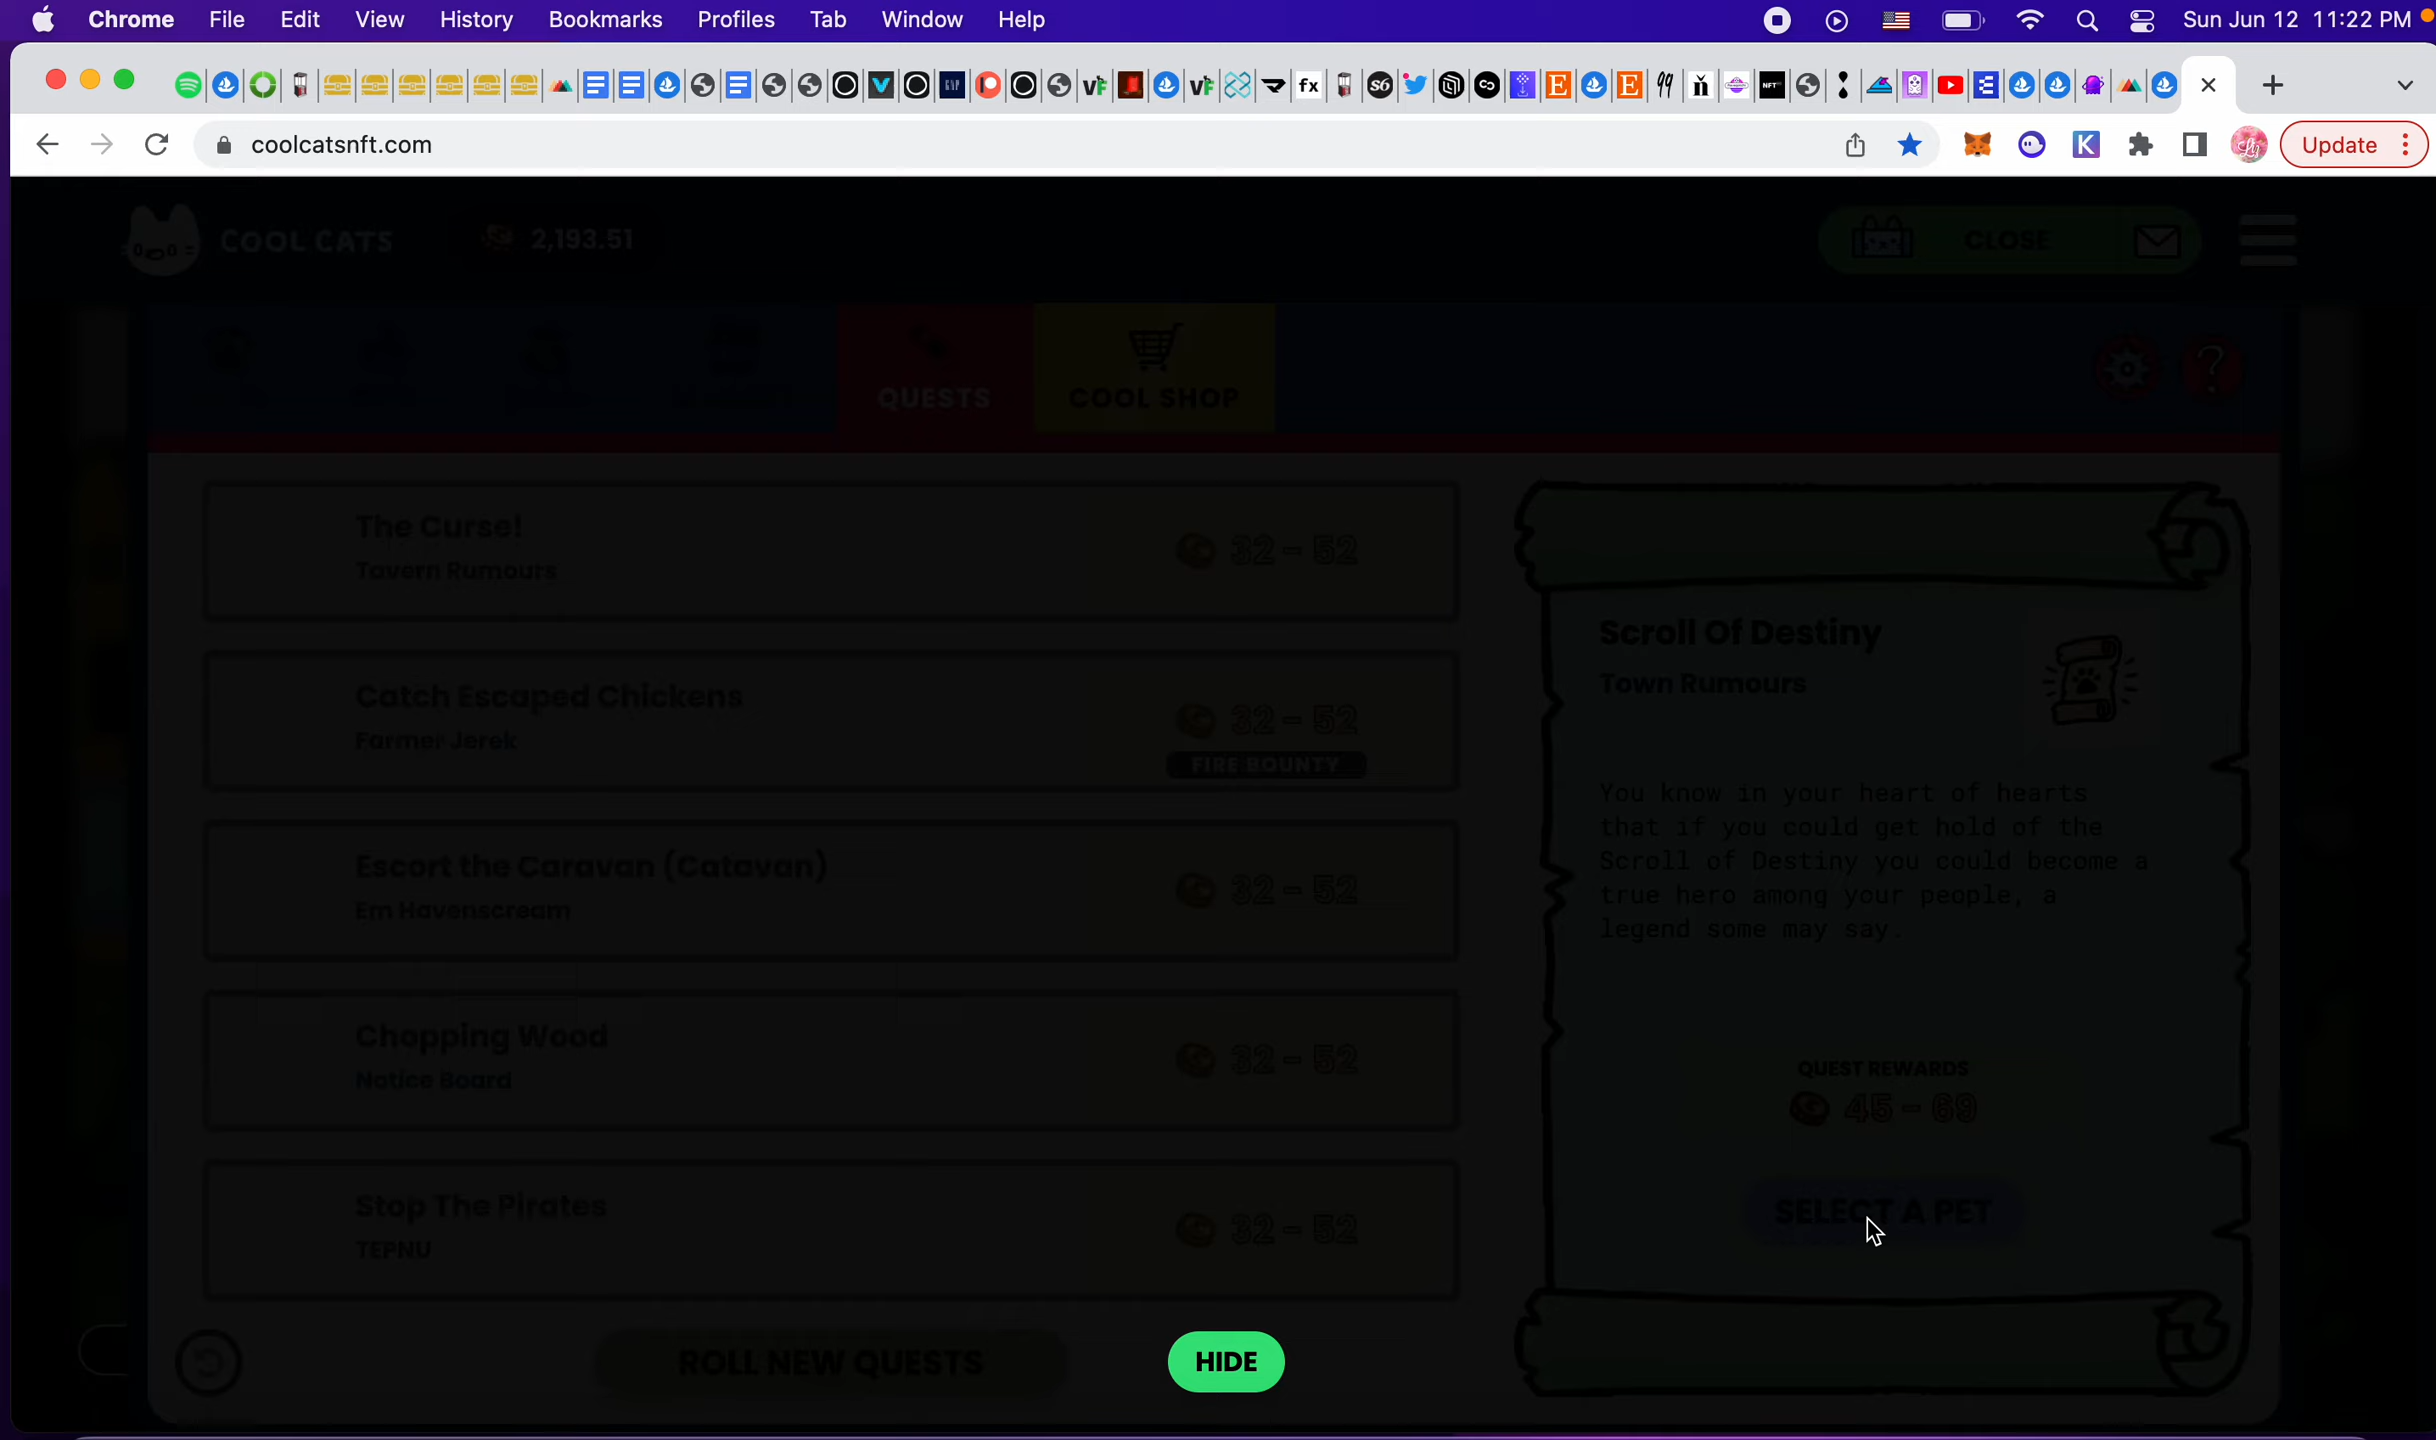 Chrome File Edit View History Bookmarks Profiles Tab Window Help Sun Jun 12 11:22 PM
coolcatsnft.com Update
COOL CATS 2,193.51 CLOSE
QUESTS COOL SHOP
The Curse!
Tavern Rumours
32 - 52
Catch Escaped Chickens
Farmer Jerek
32 - 52
FIRE BOUNTY
Escort the Caravan (Catavan)
Em Havenscream
32 - 52
Chopping Wood
Notice Board
32 - 52
Stop The Pirates
TEPNU
32 - 52
ROLL NEW QUESTS
HIDE
Scroll Of Destiny
Town Rumours
You know in your heart of hearts
that if you could get hold of the
Scroll of Destiny you could become a
true hero among your people, a
legend some may say.
QUEST REWARDS
45 - 69
SELECT A PET